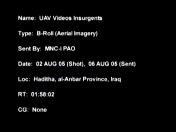 Name: UAV Videos Insurgents
Type: B-Roll (Aerial Imagery)
Sent By: MNC-I PAO
Date: 02 AUG 05 (Shot), 06 AUG 05 (Sent)
Loc: Haditha, al-Anbar Province, Iraq
RT: 01:58:02
CG: None